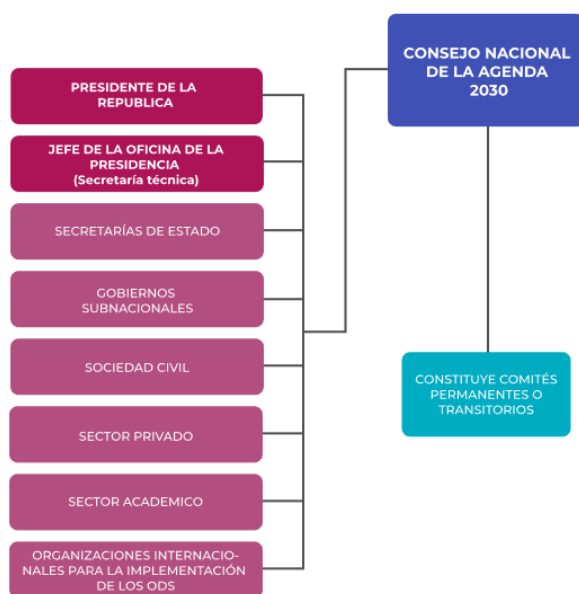 CONSEJO NACIONAL
DE LA AGENDA
2030
PRESIDENTE DE LA
REPUBLICA
JEFE DE LA OFICINA DE LA
PRESIDENCIA
(Secretaría técnica)
SECRETARÍAS DE ESTADO
GOBIERNOS
SUBNACIONALES
SOCIEDAD CIVIL
SECTOR PRIVADO
SECTOR ACADEMICO
ORGANIZACIONES INTERNACIO-
NALES PARA LA IMPLEMENTACIÓN
DE LOS ODS
CONSTITUYE COMITÉS
PERMANENTES O
TRANSITORIOS